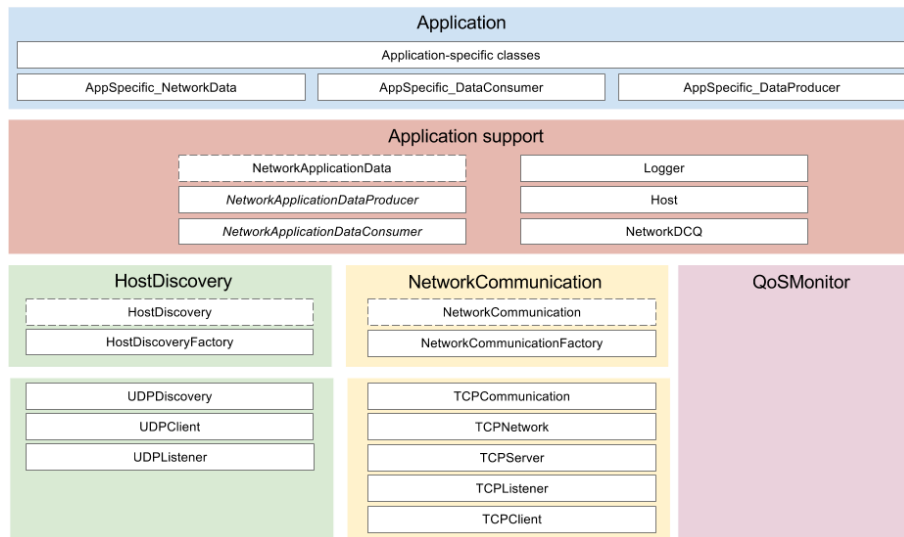 Application
Application-specific classes
AppSpecific_NetworkData
AppSpecific_DataConsumer
AppSpecific_DataProducer
Application support
NetworkApplicationData
NetworkApplicationDataProducer
NetworkApplicationDataConsumer
Logger
Host
NetworkDCQ
HostDiscovery
HostDiscovery
HostDiscoveryFactory
UDPDiscovery
UDPClient
UDPListener
NetworkCommunication
NetworkCommunication
NetworkCommunicationFactory
TCPCommunication
TCPNetwork
TCPServer
TCPListener
TCPClient
QoSMonitor